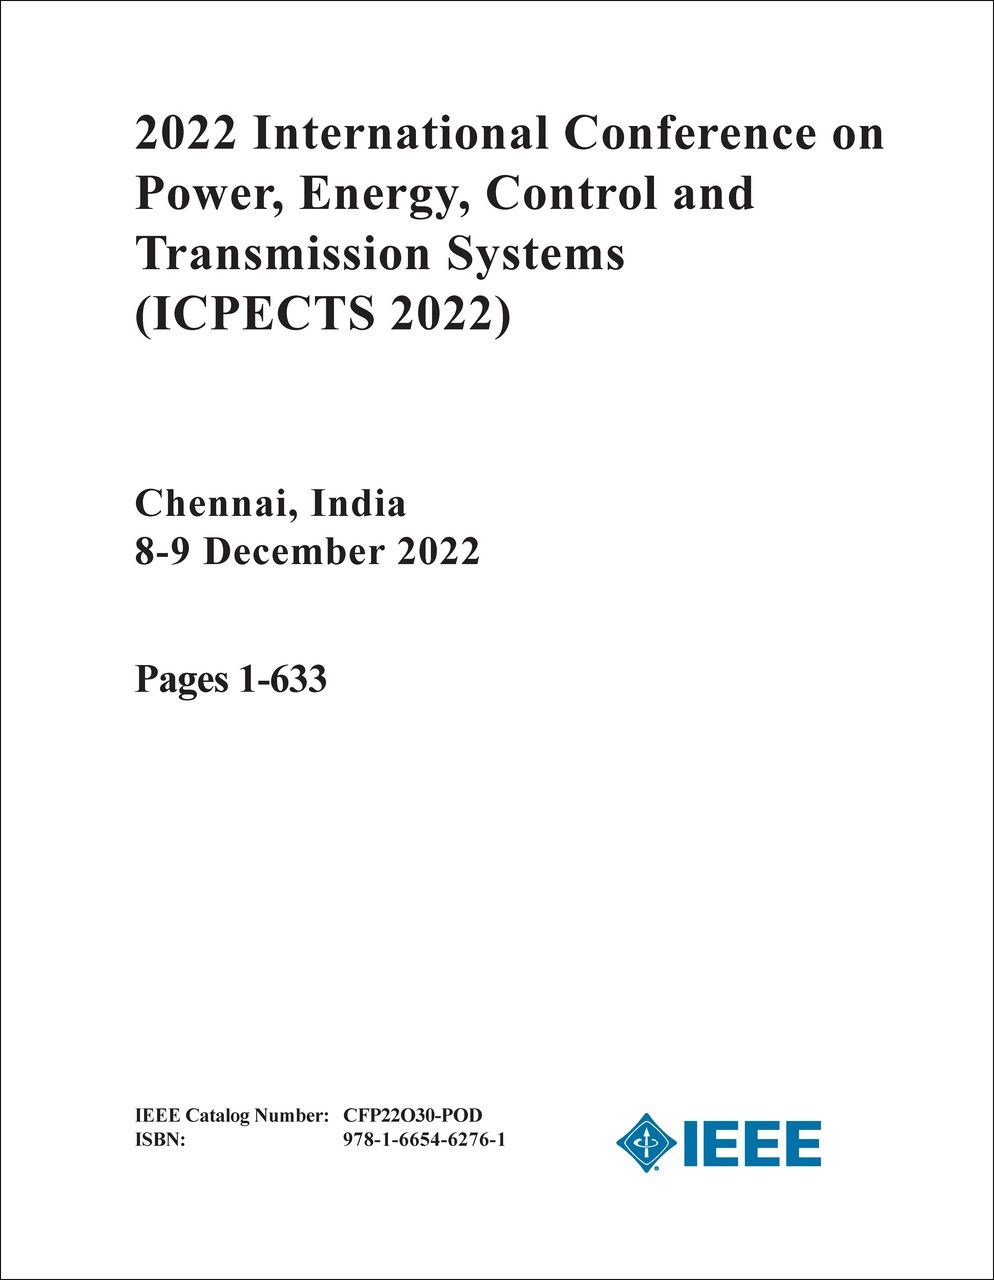 2022 International Conference on
Power, Energy, Control and
Transmission Systems
(ICPECTS 2022)
Chennai, India
8-9 December 2022
Pages 1-633
IEEE Catalog Number: CFP22O30-POD
ISBN: 978-1-6654-6276-1
IEEE